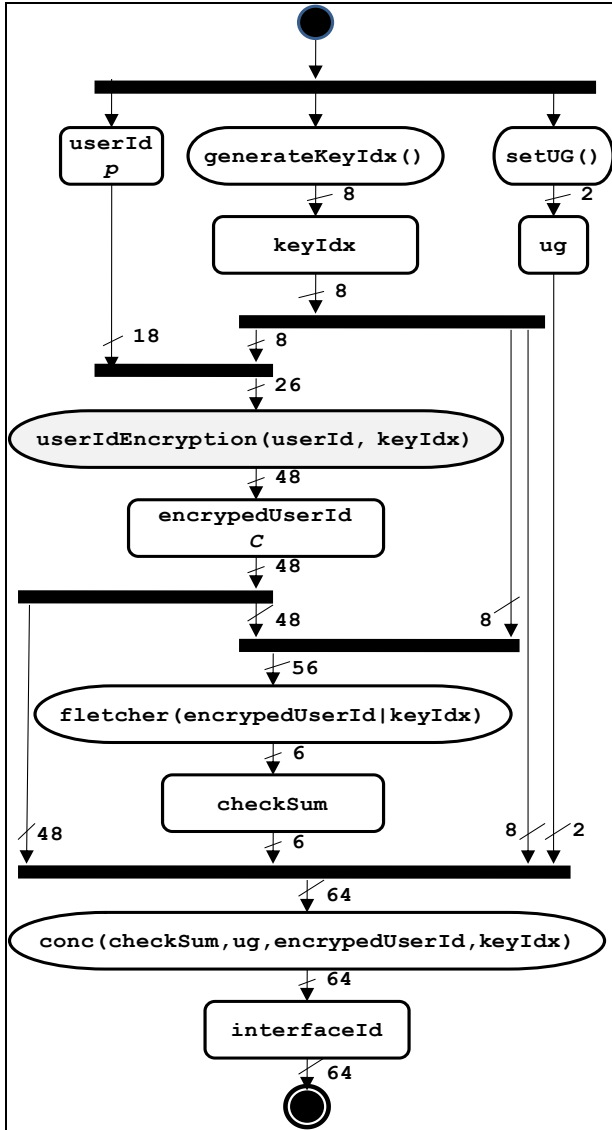 userId
p
generateKeyIdx()
setUG()
8
2
keyIdx
ug
8
18
8
26
userIdEncryption(userId, keyIdx)
48
encrypedUserId
C
48
48
8
56
fletcher(encrypedUserId|keyIdx)
6
checkSum
48
6
8
2
64
conc(checkSum,ug,encrypedUserId,keyIdx)
64
interfaceId
64